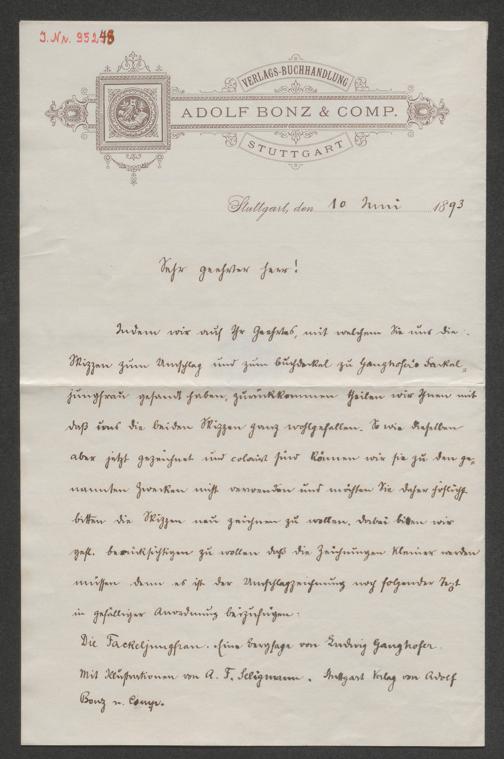 J. Nr. 95248
VERLAGS-BUCHHANDLUNG
ADOLF BONZ & COMP.
STUTTGART
Stuttgart, den 10 Juni 1893
Sehr geehrter Herr!
Indem wir auf Ihr Geehrtes, mit welchem Sie uns die
Skizzen zum Umschlag und zum Buchdeckel zu Ganghofer's Fackel-
jungfrau gesandt haben, zurückkommen theilen wir Ihnen mit
daß uns die beiden Skizzen ganz wohlgefallen. So wie dieselben
aber jetzt gezeichnet und colorirt sind können wir sie zu den ge-
nannten Zwecken nicht verwenden und möchten Sie daher höflichst
bitten die Skizzen neu zeichnen zu wollen. Dabei bitten wir
gefl. berücksichtigen zu wollen daß die Zeichnungen kleiner werden
müssen denn es ist der Umschlagzeichnung noch folgender Text
in gefälliger Anordnung beizufügen:
Die Fackeljungfrau. Eine Bergsage von Ludwig Ganghofer.
Mit Illustrationen von A. F. Seligmann. Stuttgart Verlag von Adolf
Bonz u. Comp.